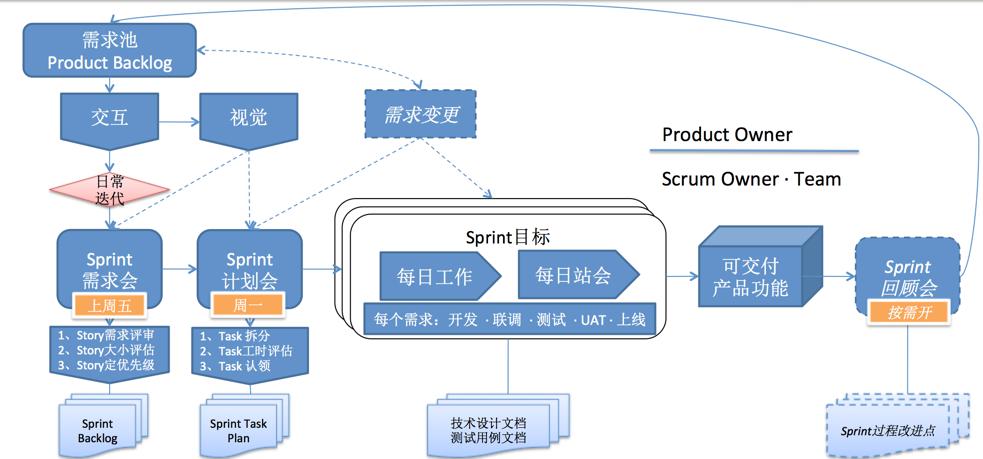 需求池
Product Backlog
交互
视觉
需求变更
日常
迭代
Product Owner
Scrum Owner · Team
Sprint
需求会
上周五
Sprint
计划会
周一
Sprint目标
每日工作
每日站会
每个需求：开发 · 联调 · 测试 · UAT · 上线
可交付
产品功能
Sprint
回顾会
按需开
1、Story需求评审
2、Story大小评估
3、Story定优先级
1、Task 拆分
2、Task工时评估
3、Task 认领
Sprint
Backlog
Sprint Task
Plan
技术设计文档
测试用例文档
Sprint过程改进点